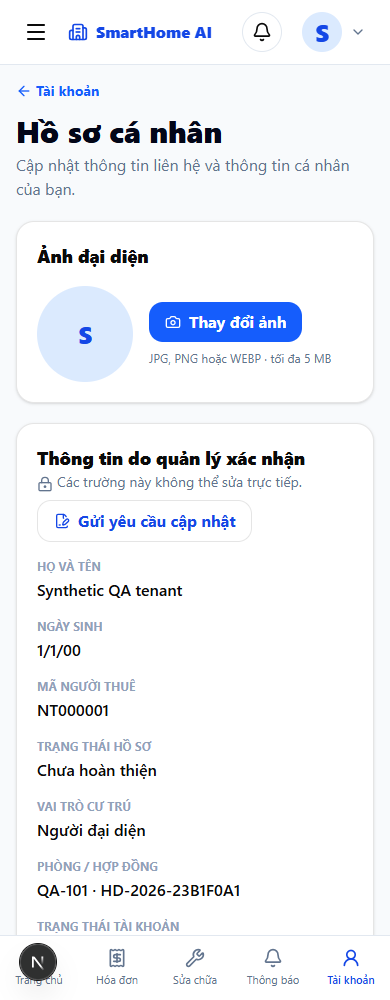 SmartHome AI
S
Tài khoản
Hồ sơ cá nhân
Cập nhật thông tin liên hệ và thông tin cá nhân
của bạn.
Ảnh đại diện
S
Thay đổi ảnh
JPG, PNG hoặc WEBP · tối đa 5 MB
Thông tin do quản lý xác nhận
Các trường này không thể sửa trực tiếp.
Gửi yêu cầu cập nhật
HỌ VÀ TÊN
Synthetic QA tenant
NGÀY SINH
1/1/00
MÃ NGƯỜI THUÊ
NT000001
TRẠNG THÁI HỒ SƠ
Chưa hoàn thiện
VAI TRÒ CƯ TRÚ
Người đại diện
PHÒNG / HỢP ĐỒNG
QA-101 · HD-2026-23B1F0A1
TRẠNG THÁI TÀI KHOẢN
N
Trang chủ
Hóa đơn
Sửa chữa
Thông báo
Tài khoản